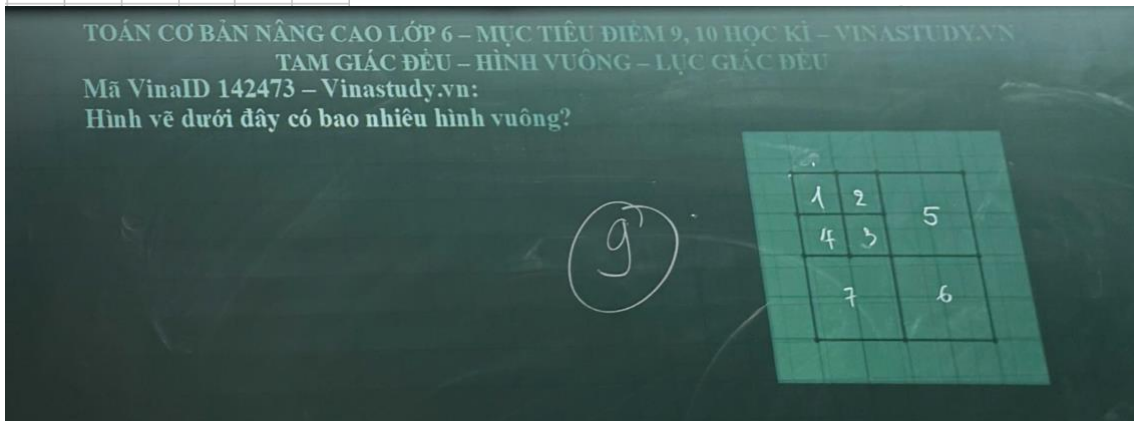 TOÁN CƠ BẢN NÂNG CAO LỚP 6 – MỤC TIÊU ĐIỂM 9, 10 HỌC KÌ – VINASTUDY.VN
TAM GIÁC ĐỀU – HÌNH VUÔNG – LỤC GIÁC ĐỀU
Mã VinaID 142473 – Vinastudy.vn:
Hình vẽ dưới đây có bao nhiêu hình vuông?
1 2 5
4 3
9
7 6